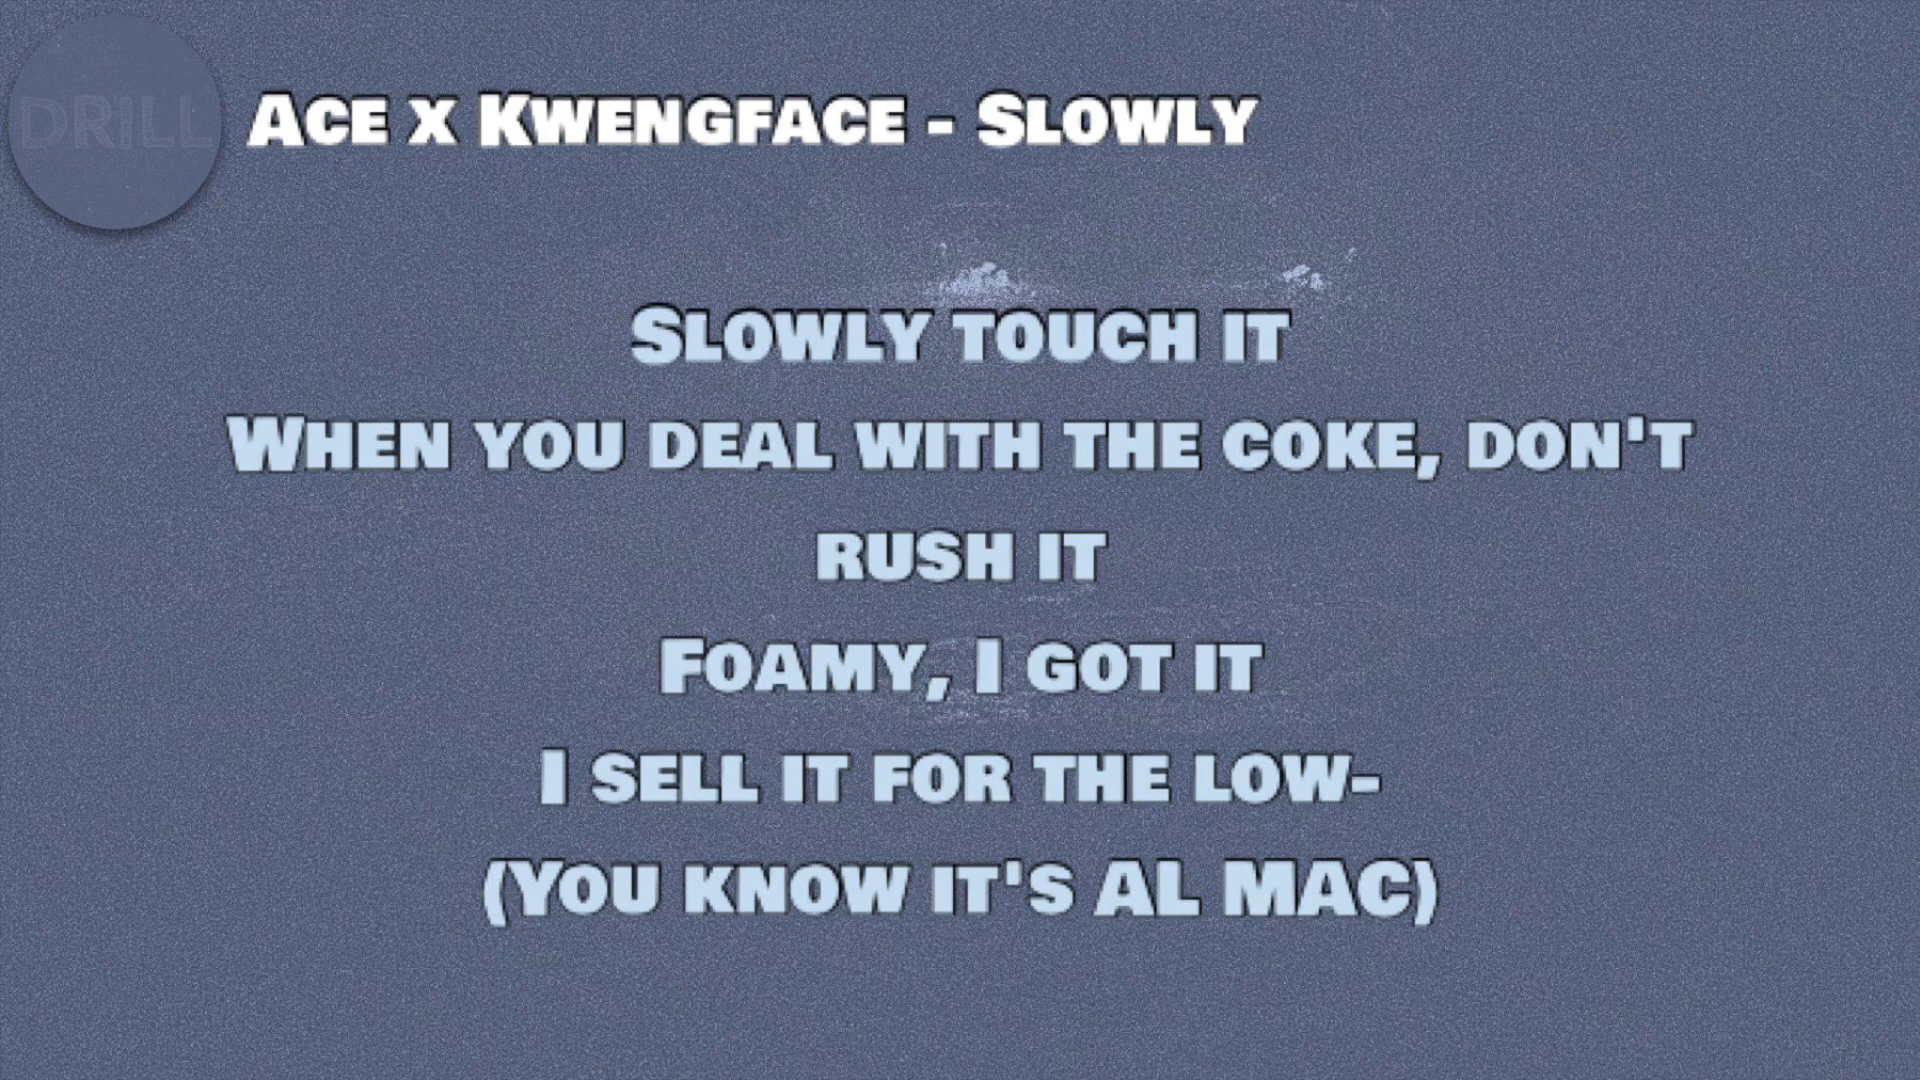 DRILL
Ace x Kwengface - Slowly
Slowly touch it
When you deal with the coke, don't
rush it
Foamy, I got it
I sell it for the low-
(You know it's AL MAC)